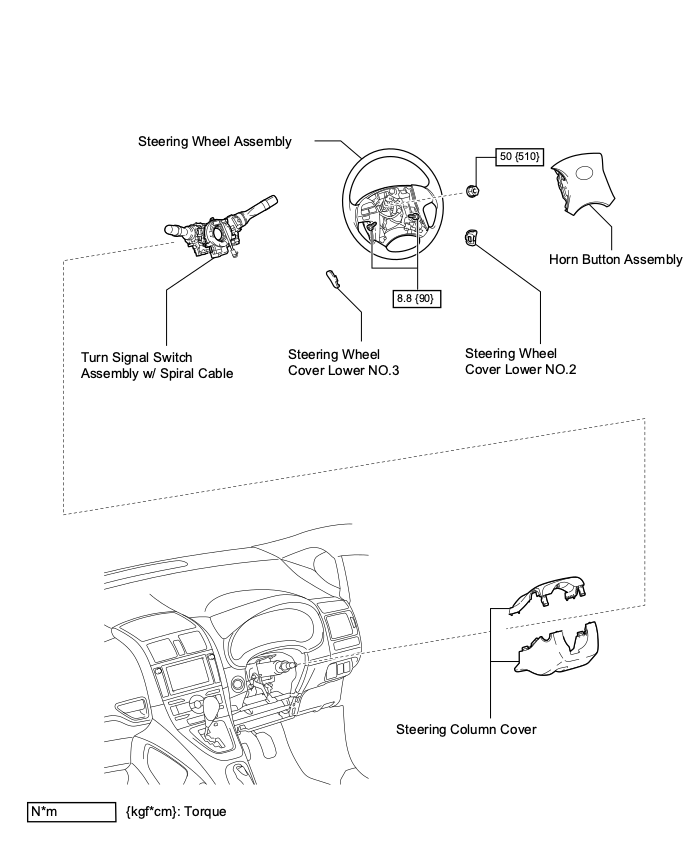 Steering Wheel Assembly
50 {510}
Horn Button Assembly
8.8 {90}
Turn Signal Switch
Assembly w/ Spiral Cable
Steering Wheel
Cover Lower NO.3
Steering Wheel
Cover Lower NO.2
Steering Column Cover
N*m
{kgf*cm}: Torque